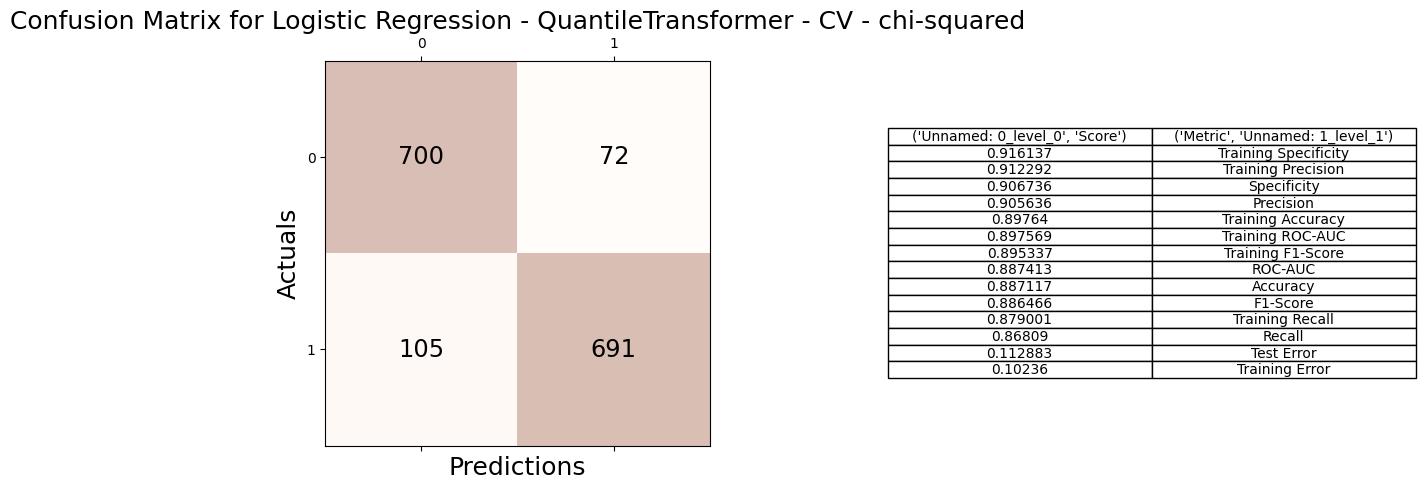 Confusion Matrix for Logistic Regression - QuantileTransformer - CV - chi-squared
0 1
0 700 72
1 105 691
Actuals
Predictions
('Unnamed: 0_level_0', 'Score') ('Metric', 'Unnamed: 1_level_1')
0.916137 Training Specificity
0.912292 Training Precision
0.906736 Specificity
0.905636 Precision
0.89764 Training Accuracy
0.897569 Training ROC-AUC
0.895337 Training F1-Score
0.887413 ROC-AUC
0.887117 Accuracy
0.886466 F1-Score
0.879001 Training Recall
0.86809 Recall
0.112883 Test Error
0.10236 Training Error